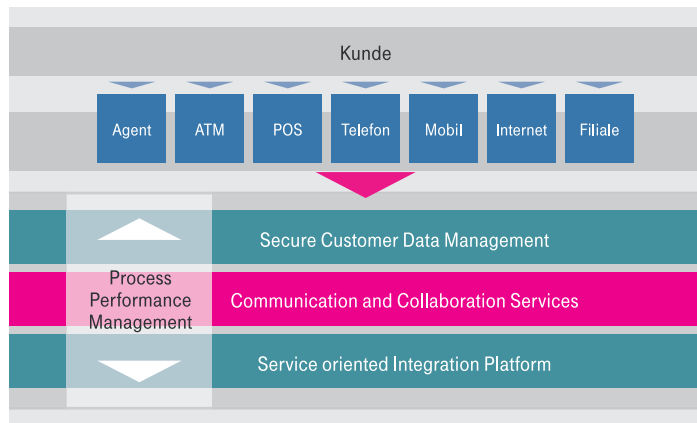 Kunde
Agent
ATM
POS
Telefon
Mobil
Internet
Filiale
Secure Customer Data Management
Process
Performance
Management
Communication and Collaboration Services
Service oriented Integration Platform